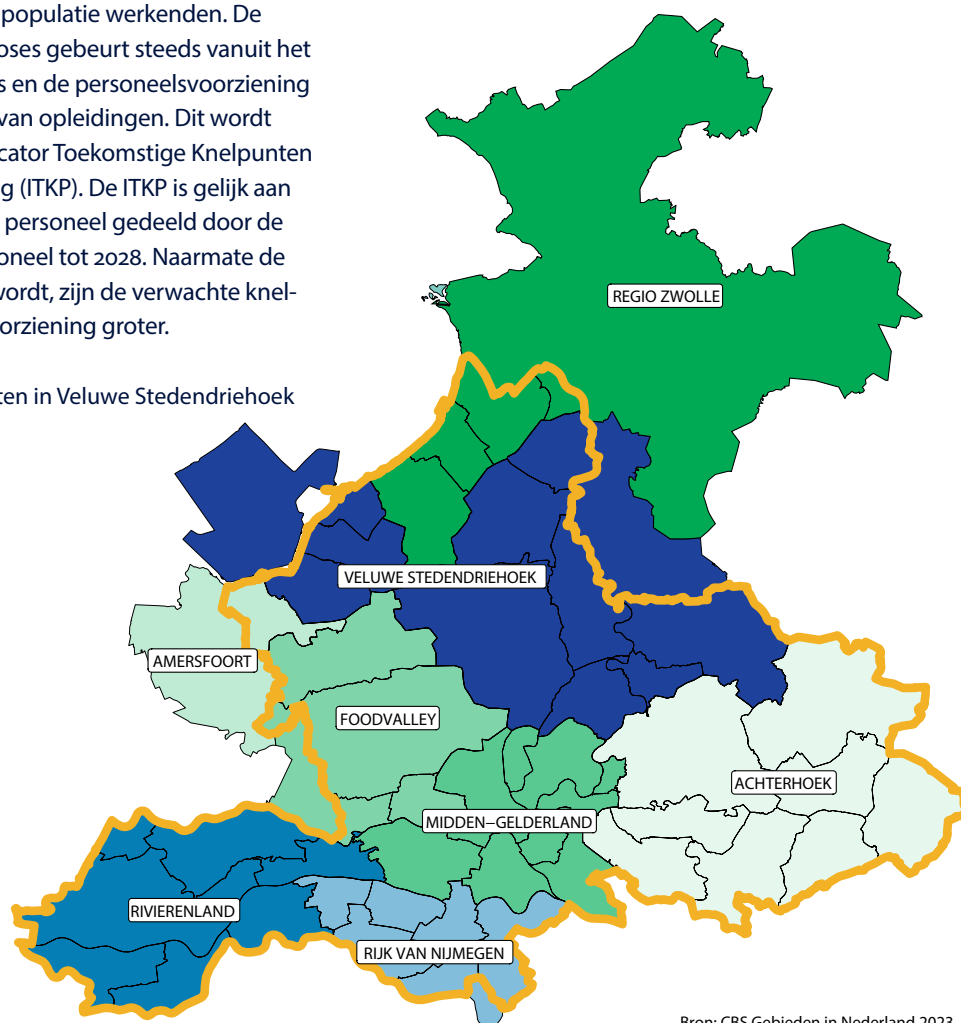 populatie werkenden. De
oses gebeurt steeds vanuit het
s en de personeelsvoorziening
van opleidingen. Dit wordt
cator Toekomstige Knelpunten
g (ITKP). De ITKP is gelijk aan
personeel gedeeld door de
oneel tot 2028. Naarmate de
wordt, zijn de verwachte knel-
oorziening groter.
ten in Veluwe Stedendriehoek
REGIO ZWOLLE
VELUWE STEDENDRIEHOEK
AMERSFOORT
FOODVALLEY
ACHTERHOEK
MIDDEN–GELDERLAND
RIVIERENLAND
RIJK VAN NIJMEGEN
Bron: CBS Gebieden in Nederland 2023